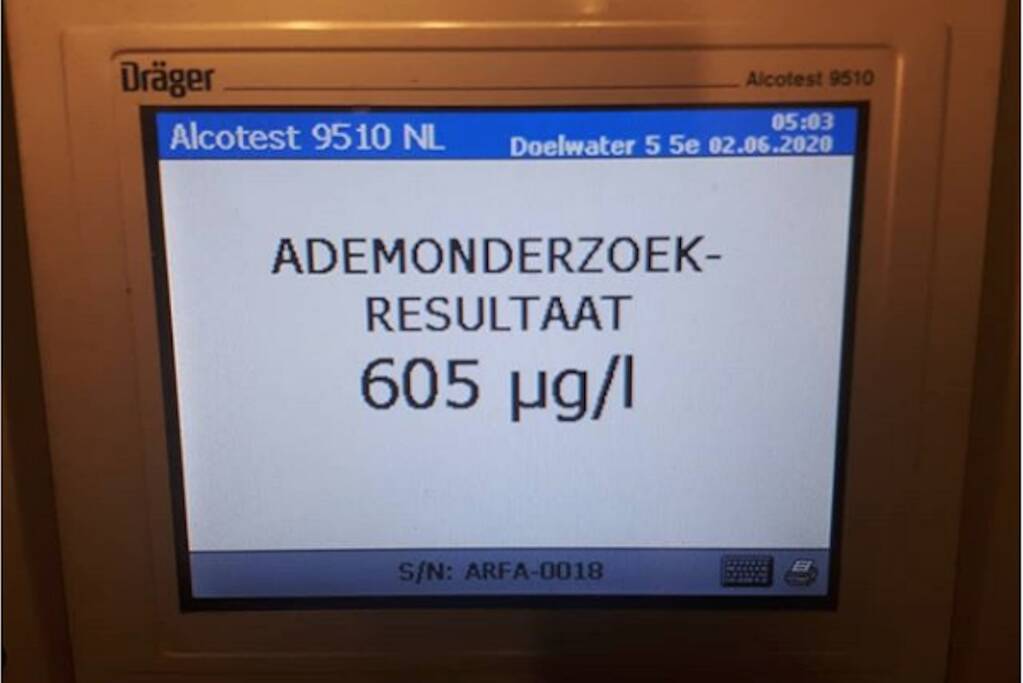 Dräger
Alcotest 9510
Alcotest 9510 NL
05:03
Doelwater 5 5e 02.06.2020
ADEMONDERZOEK-
RESULTAAT
605 µg/l
S/N: ARFA-0018